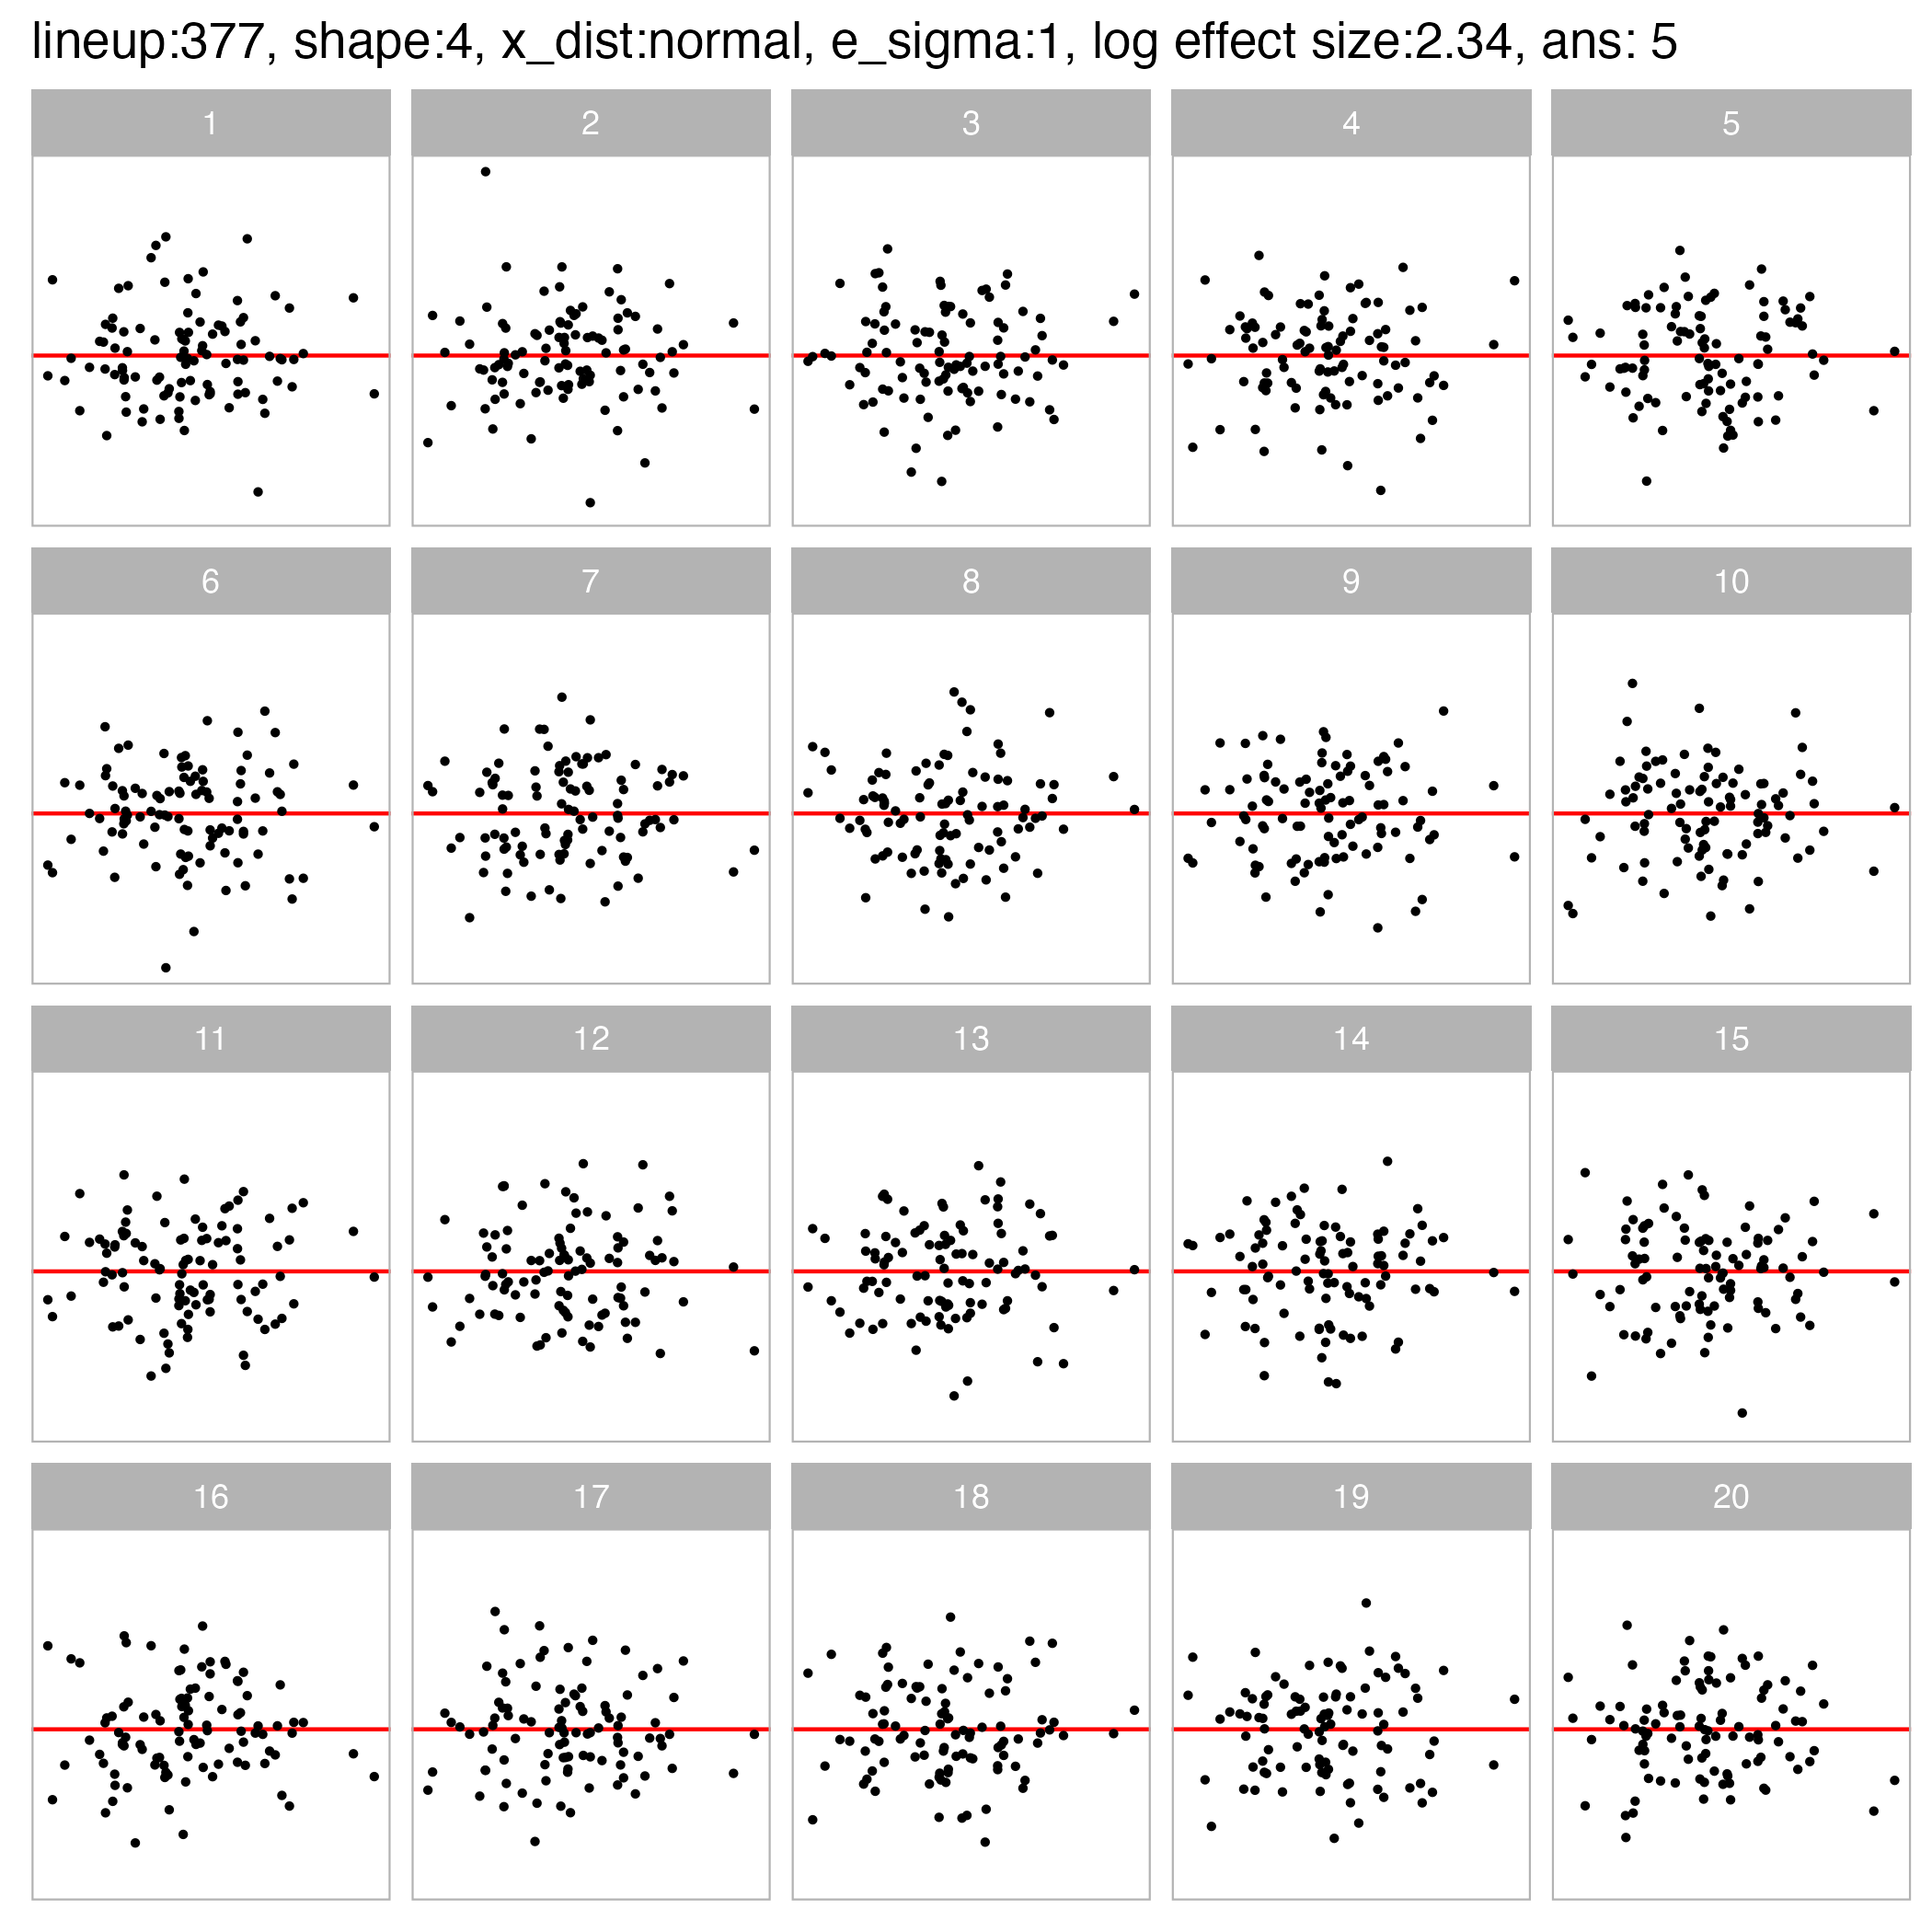 lineup:377, shape:4, x_dist:normal, e_sigma:1, log effect size:2.34, ans: 5
1 2 3 4 5
6 7 8 9 10
11 12 13 14 15
16 17 18 19 20